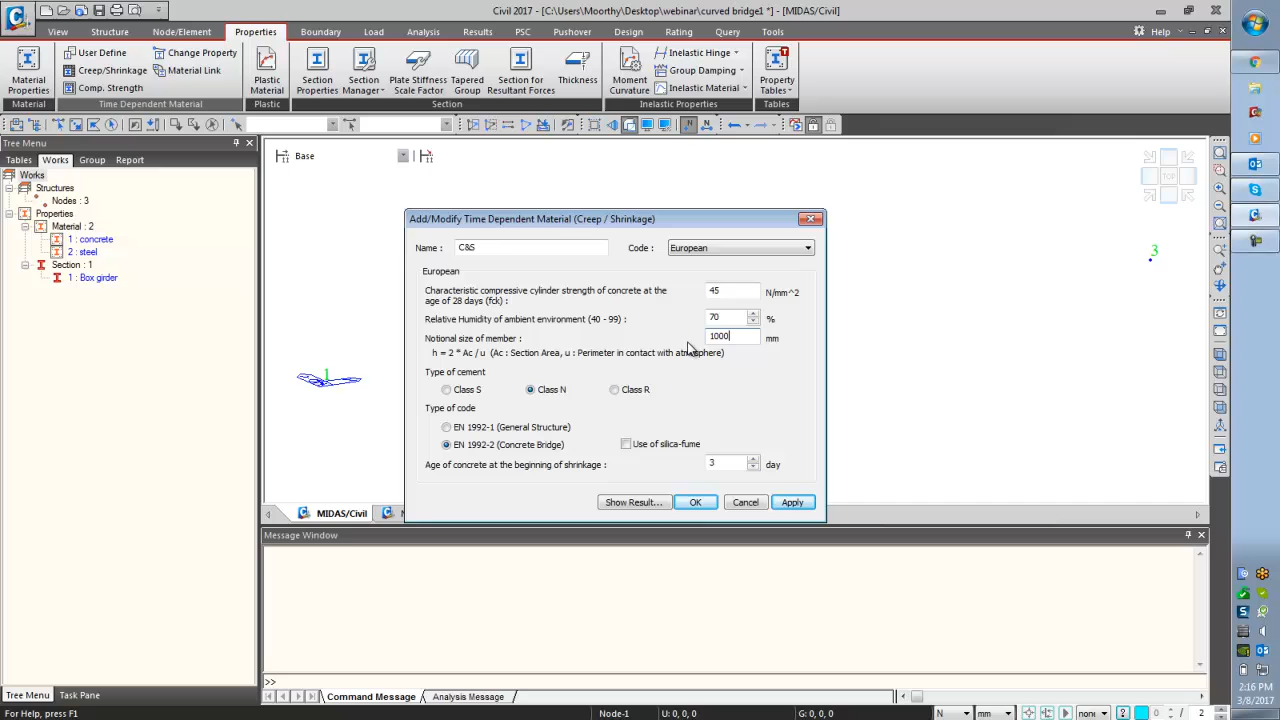 Civil 2017 - [C:\Users\Moorthy\Desktop\webinar\curved bridge1 *] - [MIDAS/Civil]
View Structure Node/Element Properties Boundary Load Analysis Results PSC Pushover Design Rating Query Tools Help
User Define Change Property Inelastic Hinge
Creep/Shrinkage Material Link Group Damping
Comp. Strength Inelastic Material
Material Properties
Plastic Material
Section Properties
Section Manager
Plate Stiffness Scale Factor
Tapered Group
Section for Resultant Forces
Thickness
Moment Curvature
Property Tables
Material Time Dependent Material Plastic Section Inelastic Properties Tables
Tree Menu
Tables Works Group Report
Works
Structures
Nodes : 3
Properties
Material : 2
1 : concrete
2 : steel
Section : 1
1 : Box girder
Base
TOP
3
1
Add/Modify Time Dependent Material (Creep / Shrinkage)
Name : C&S Code : European
European
Characteristic compressive cylinder strength of concrete at the
age of 28 days (fck) : 45 N/mm^2
Relative Humidity of ambient environment (40 - 99) : 70 %
Notional size of member : 1000 mm
h = 2 * Ac / u (Ac : Section Area, u : Perimeter in contact with atmosphere)
Type of cement
Class S Class N Class R
Type of code
EN 1992-1 (General Structure)
EN 1992-2 (Concrete Bridge) Use of silica-fume
Age of concrete at the beginning of shrinkage : 3 day
Show Result... OK Cancel Apply
MIDAS/Civil
Message Window
>>
Command Message Analysis Message
Tree Menu Task Pane
For Help, press F1 Node-1 U: 0, 0, 0 G: 0, 0, 0 N mm none 0 / 2
2:16 PM
3/8/2017